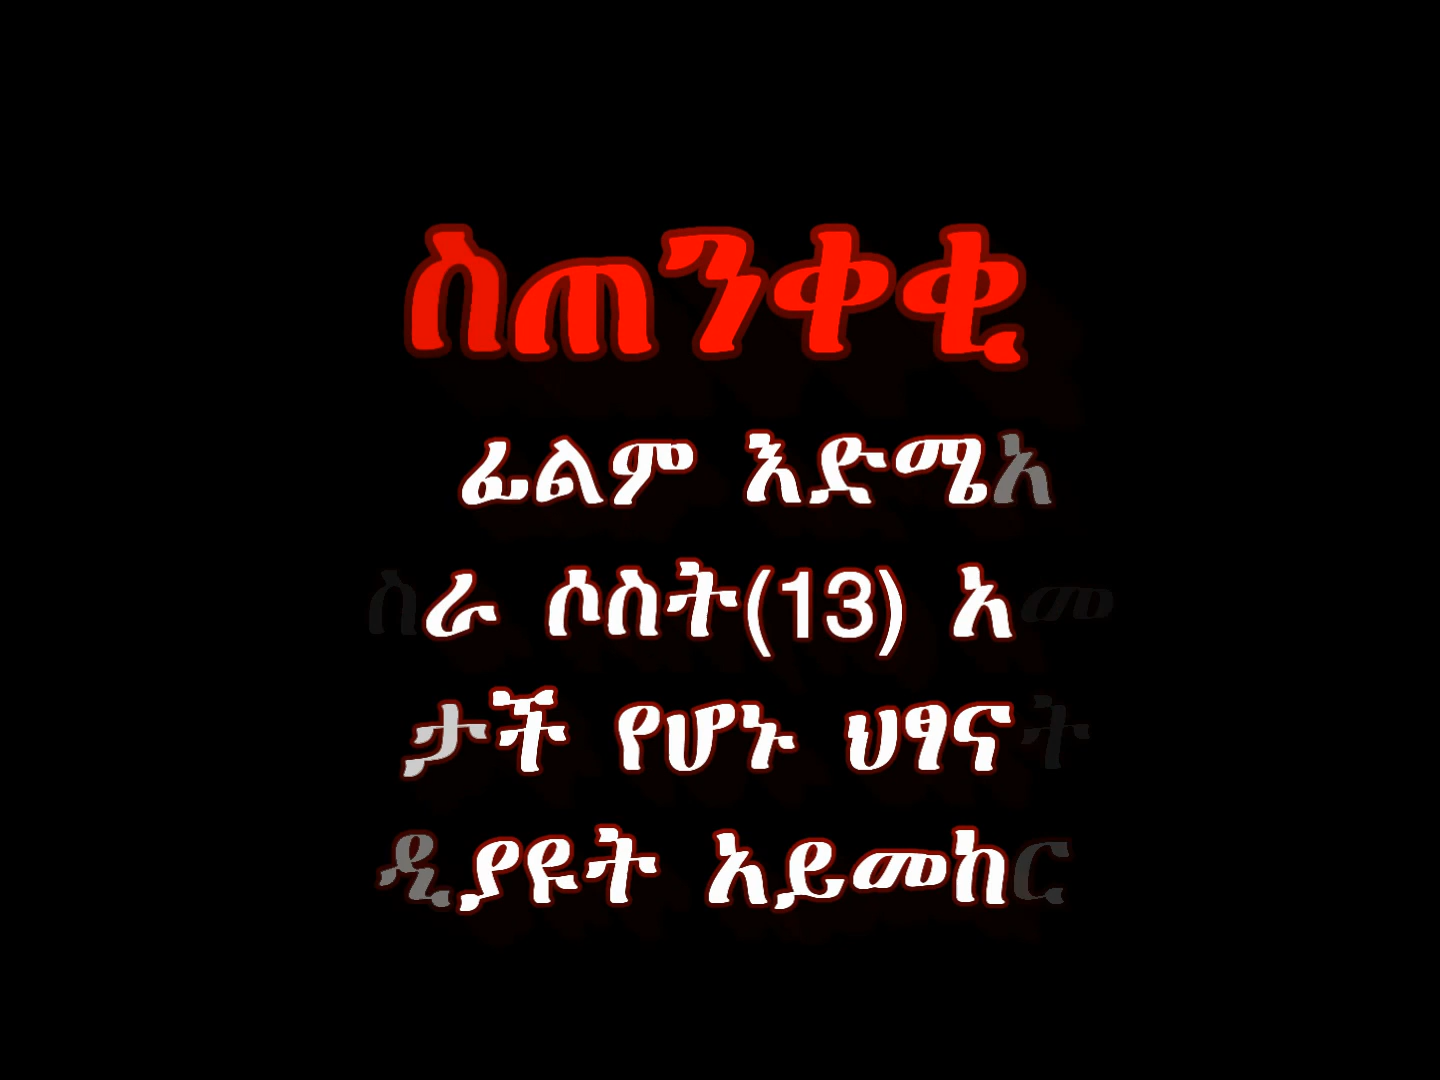 ስጠንቀቂ
ፊልም እድሜአ
ስራ ሶስት(13) አመ
ታች የሆኑ ህፃናት
ዲያዩት አይመከር